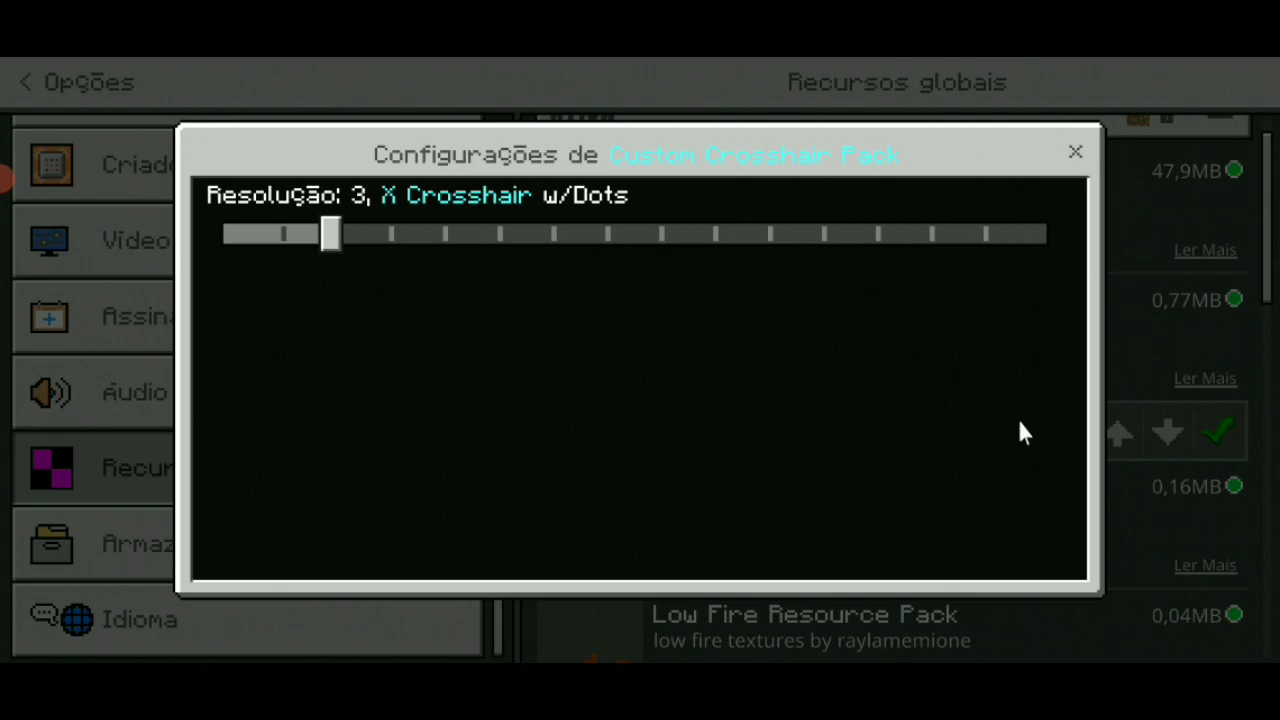 < Opções
Recursos globais
Configurações de Custom Crosshair Pack
Resolução: 3, X Crosshair w/Dots
Vídeo
Áudio
Idioma
47,9MB
Ler Mais
0,77MB
Ler Mais
0,16MB
Ler Mais
Low Fire Resource Pack
0,04MB
low fire textures by raylamemione